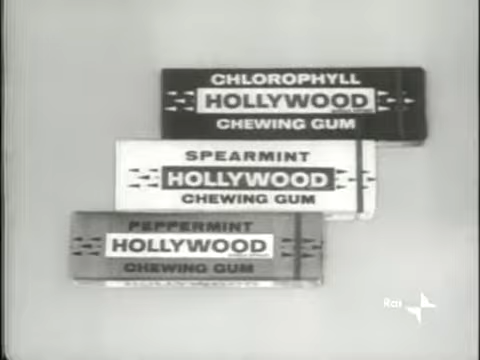 CHLOROPHYLL
HOLLYWOOD
CHEWING GUM
SPEARMINT
HOLLYWOOD
CHEWING GUM
PEPPERMINT
HOLLYWOOD
CHEWING GUM
Rai